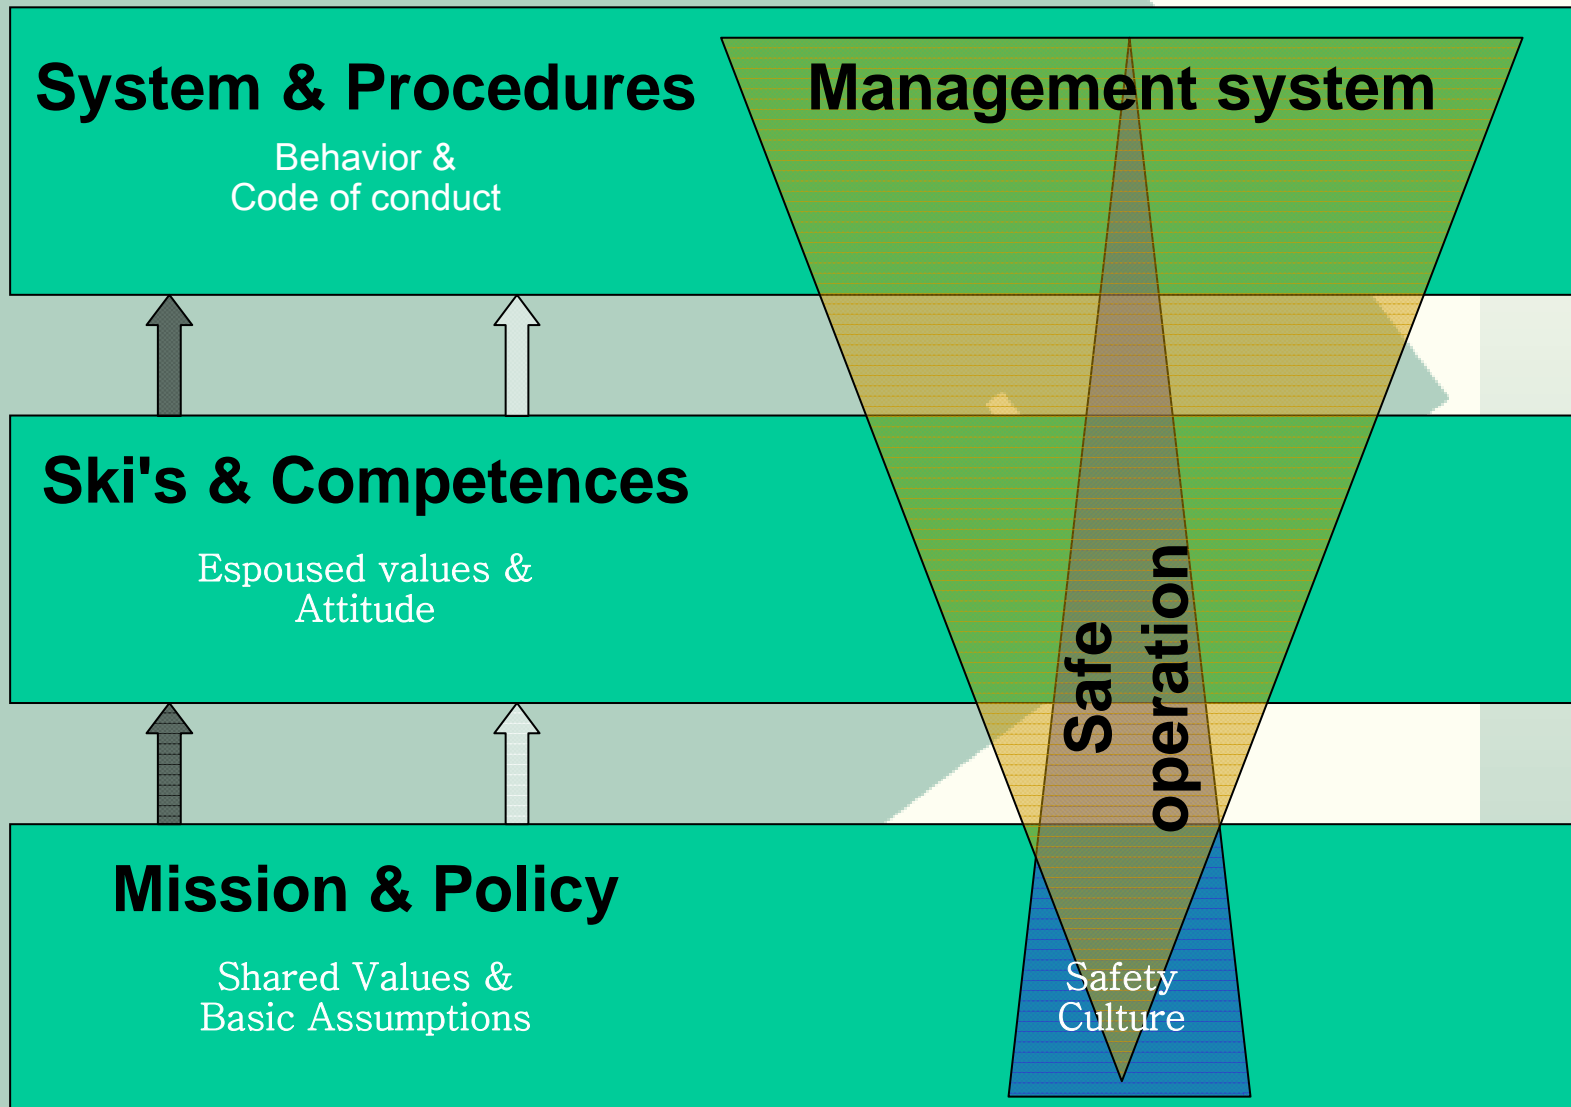 System & Procedures
Behavior &
Code of conduct
Management system
Ski's & Competences
Espoused values &
Attitude
Safe
operation
Mission & Policy
Shared Values &
Basic Assumptions
Safety
Culture